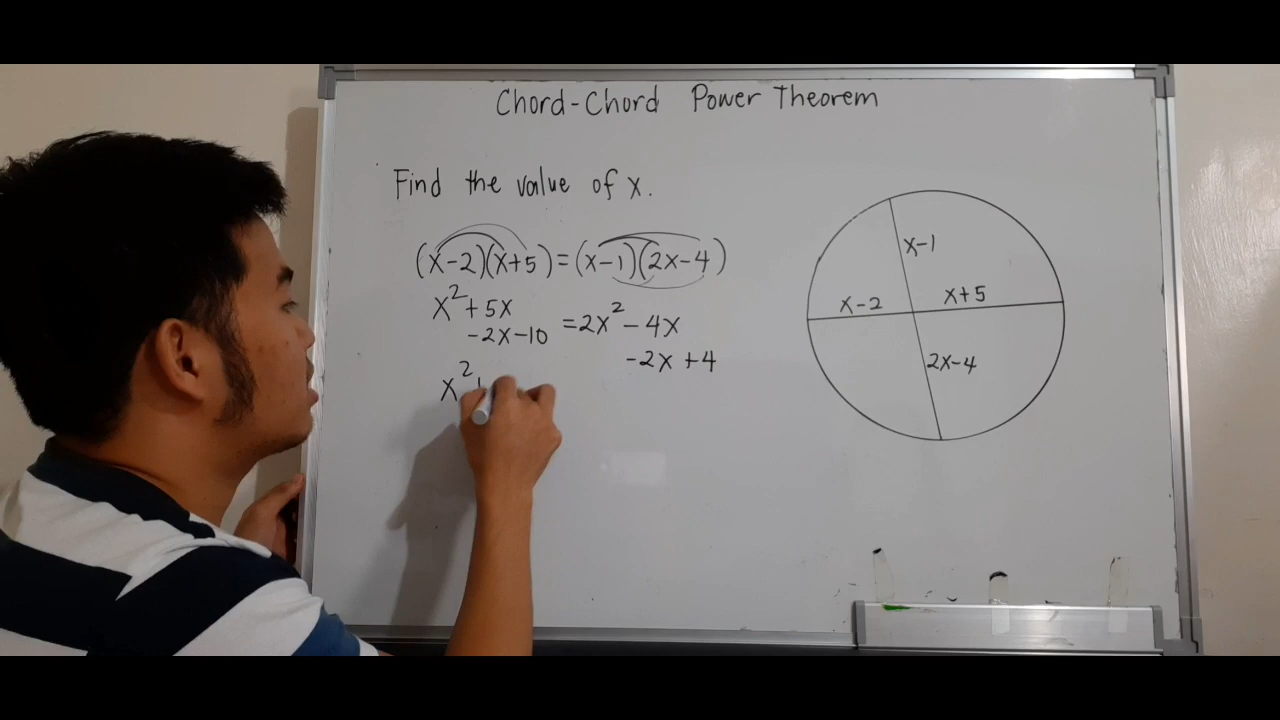 Chord-Chord Power Theorem
Find the value of x.
(x-2)(x+5)=(x-1)(2x-4)
x²+5x
-2x-10 =2x²-4x
-2x+4
x²
x-1
x-2
x+5
2x-4